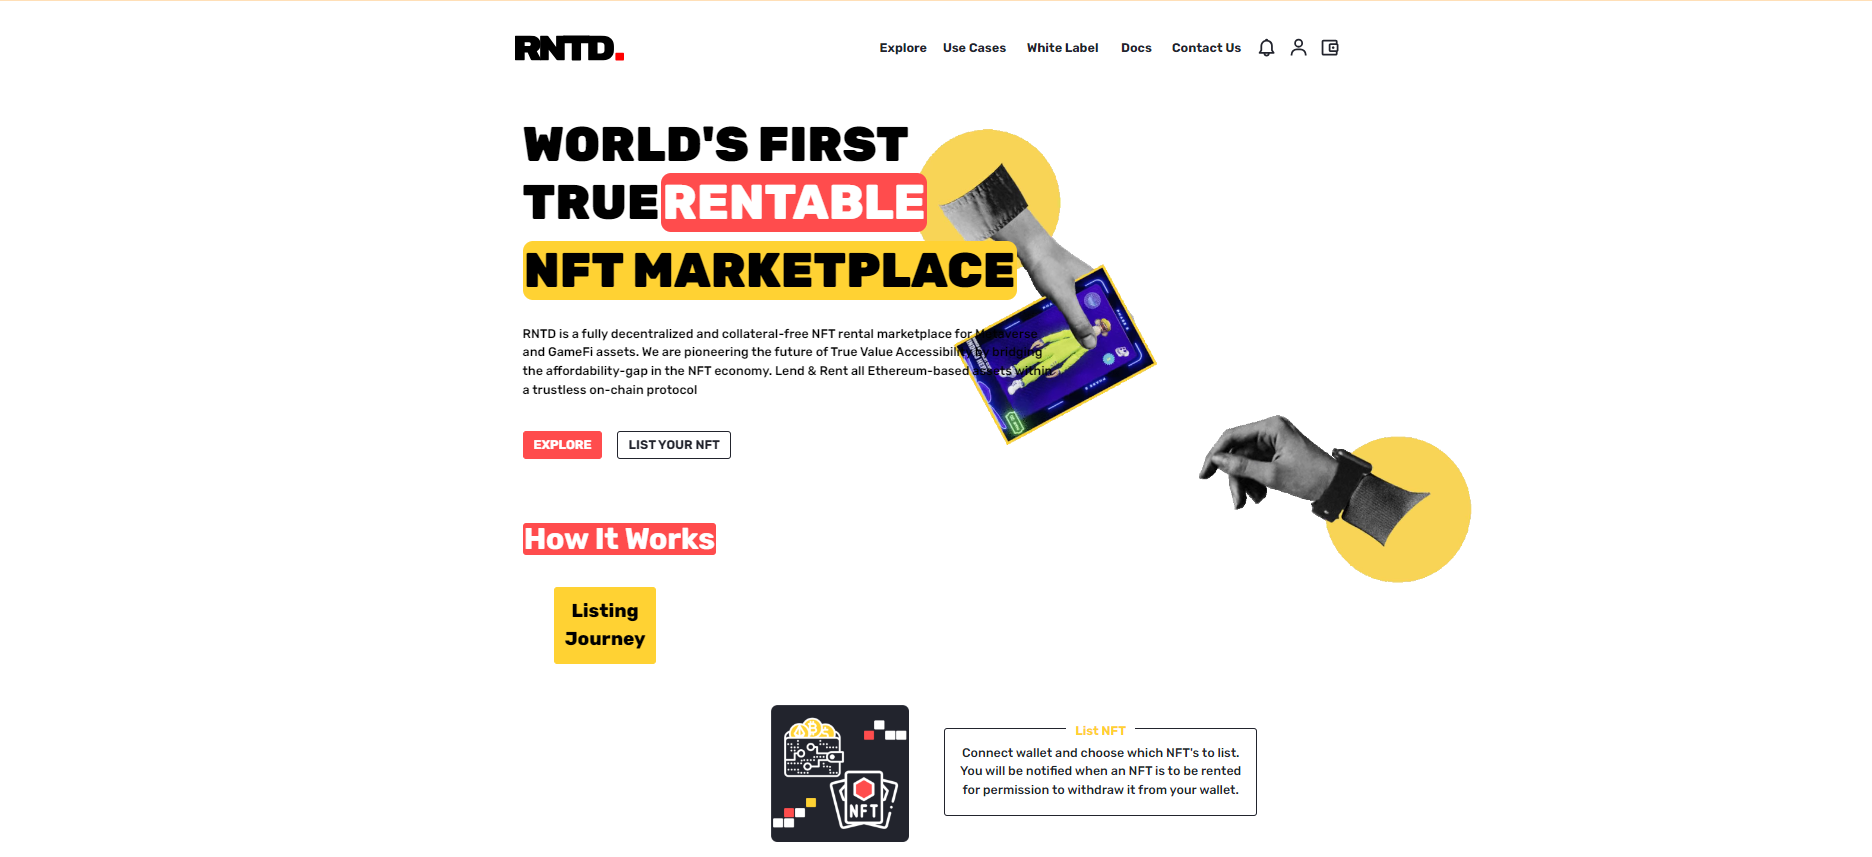 RNTD.
Explore Use Cases White Label Docs Contact Us
WORLD'S FIRST
TRUE RENTABLE
NFT MARKETPLACE
RNTD is a fully decentralized and collateral-free NFT rental marketplace for Metaverse
and GameFi assets. We are pioneering the future of True Value Accessibility by bridging
the affordability-gap in the NFT economy. Lend & Rent all Ethereum-based assets within
a trustless on-chain protocol
EXPLORE LIST YOUR NFT
How It Works
Listing
Journey
NFT
List NFT
Connect wallet and choose which NFT's to list.
You will be notified when an NFT is to be rented
for permission to withdraw it from your wallet.